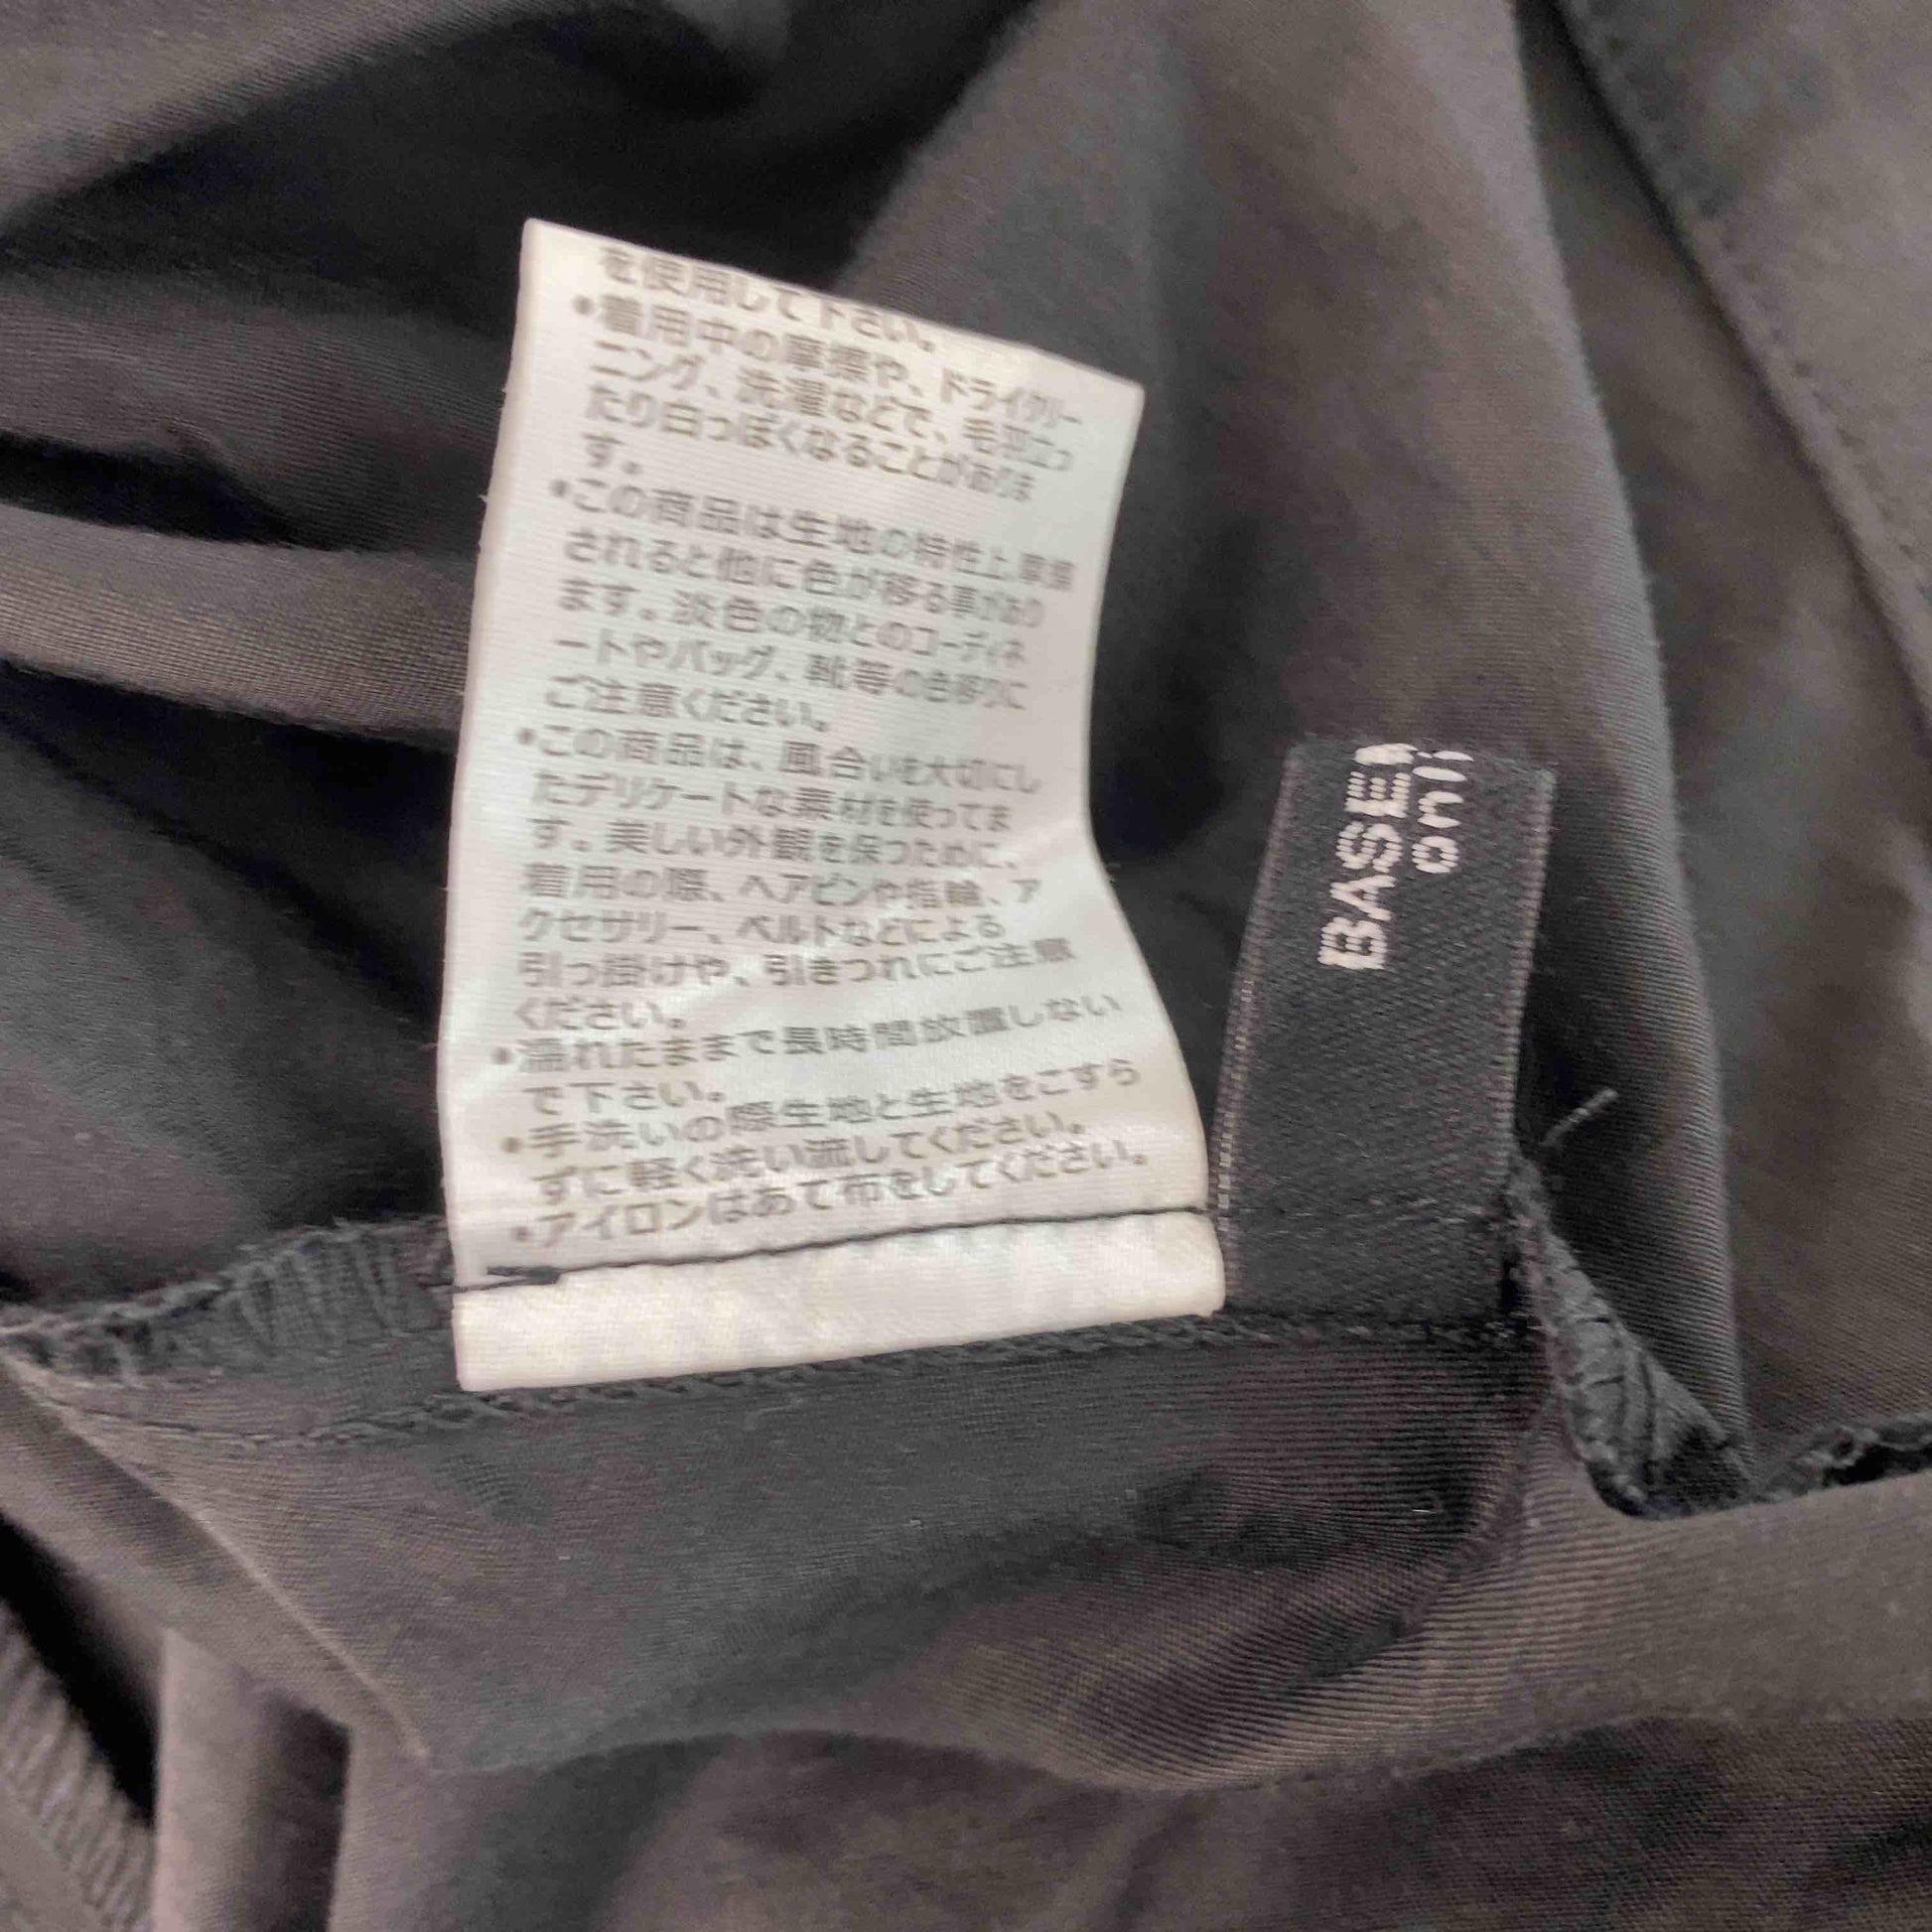 を使用して下さい。
•着用中の摩擦や、ドライクリー
ニング、洗濯などで、毛羽立っ
たり白っぽくなることがありま
す。
•この商品は生地の特性上、摩擦
されると他に色が移る事があり
ます。淡色の物とのコーディネ
ートやバッグ、靴等の色移りに
ご注意ください。
•この商品は、風合いを大切にし
たデリケートな素材を使ってま
す。美しい外観を保つために、
着用の際、ヘアピンや指輪、ア
クセサリー、ベルトなどによる
引っ掛けや、引きつれにご注意
ください。
•濡れたままで長時間放置しない
で下さい。
•手洗いの際生地と生地をこすら
ずに軽く洗い流してください。
•アイロンはあて布をしてください。
BASE
onli